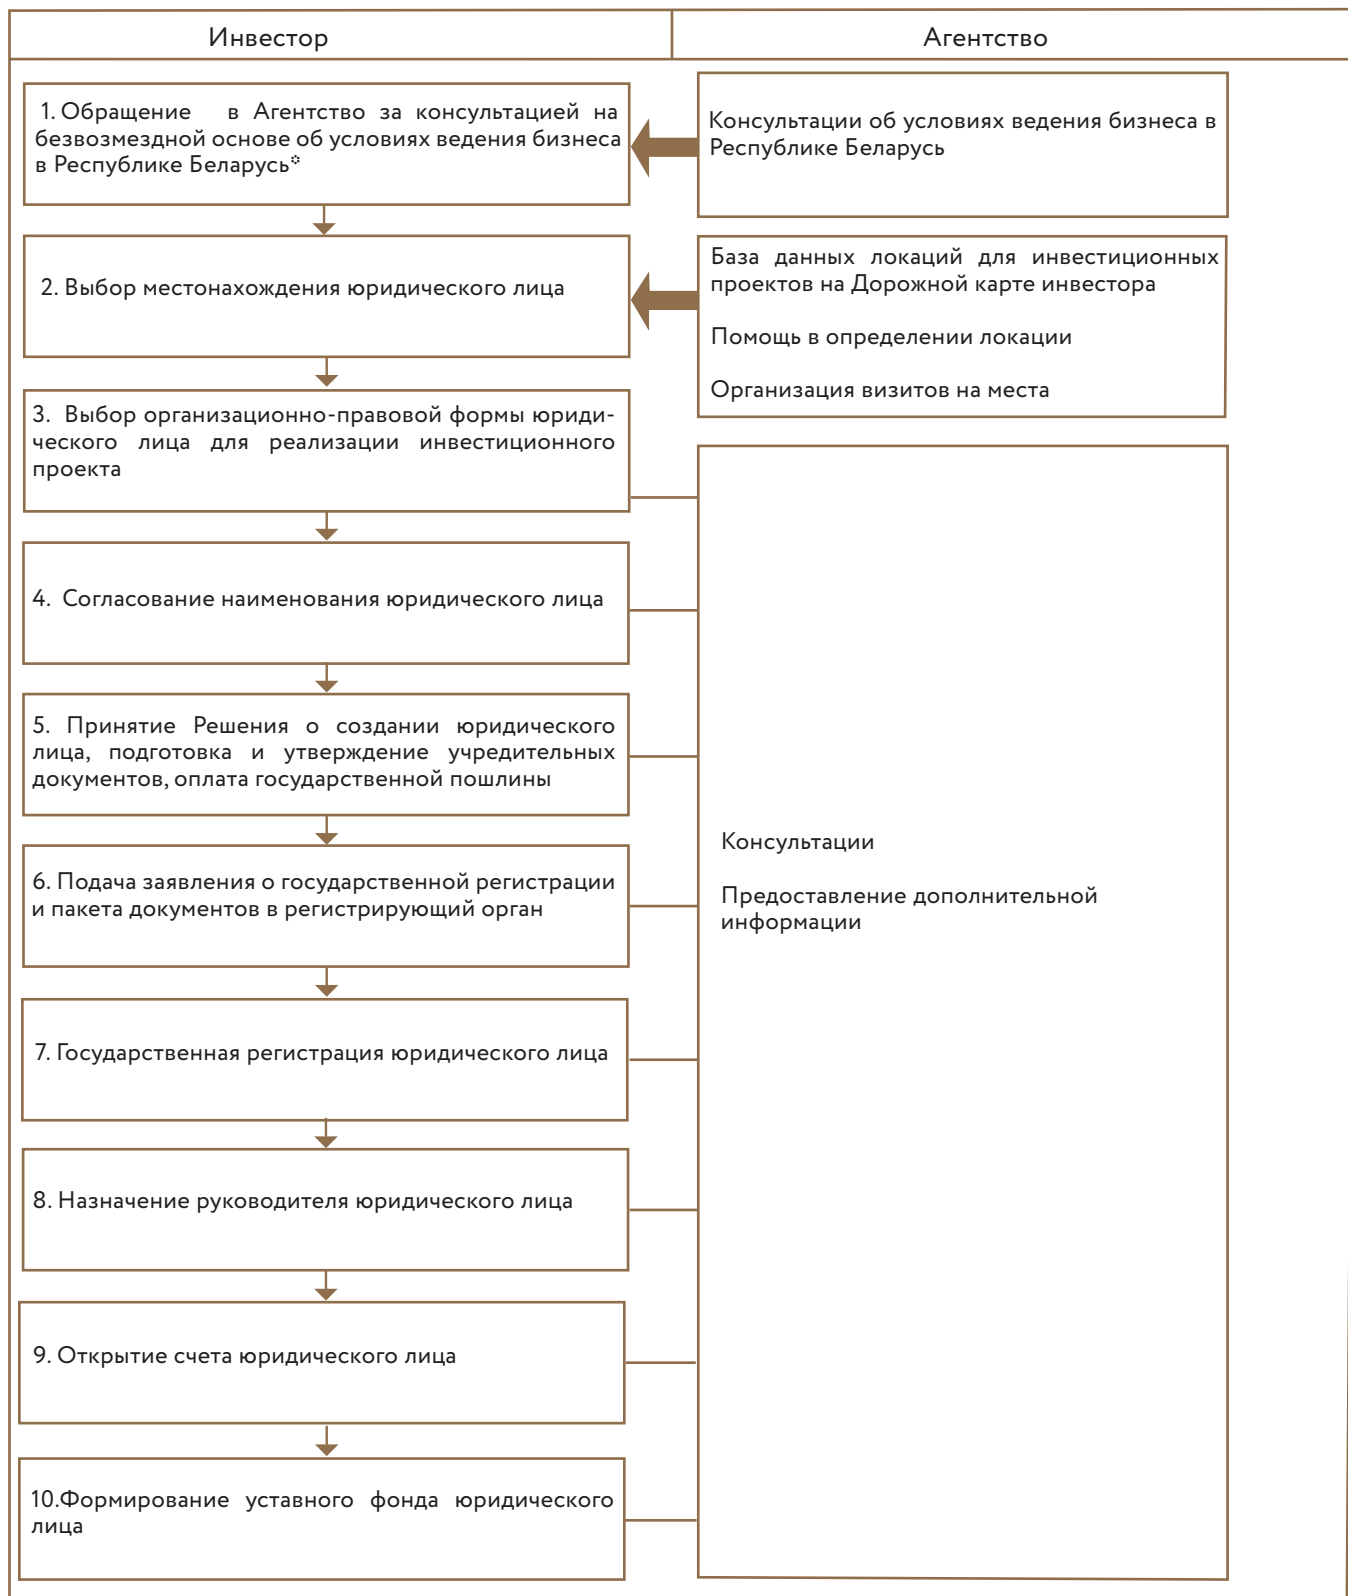 Инвестор
Агентство
1. Обращение в Агентство за консультацией на
безвозмездной основе об условиях ведения бизнеса
в Республике Беларусь*
Консультации об условиях ведения бизнеса в
Республике Беларусь
2. Выбор местонахождения юридического лица
База данных локаций для инвестиционных
проектов на Дорожной карте инвестора
Помощь в определении локации
Организация визитов на места
3. Выбор организационно-правовой формы юриди-
ческого лица для реализации инвестиционного
проекта
4. Согласование наименования юридического лица
5. Принятие Решения о создании юридического
лица, подготовка и утверждение учредительных
документов, оплата государственной пошлины
6. Подача заявления о государственной регистрации
и пакета документов в регистрирующий орган
7. Государственная регистрация юридического лица
8. Назначение руководителя юридического лица
9. Открытие счета юридического лица
10.Формирование уставного фонда юридического
лица
Консультации
Предоставление дополнительной
информации